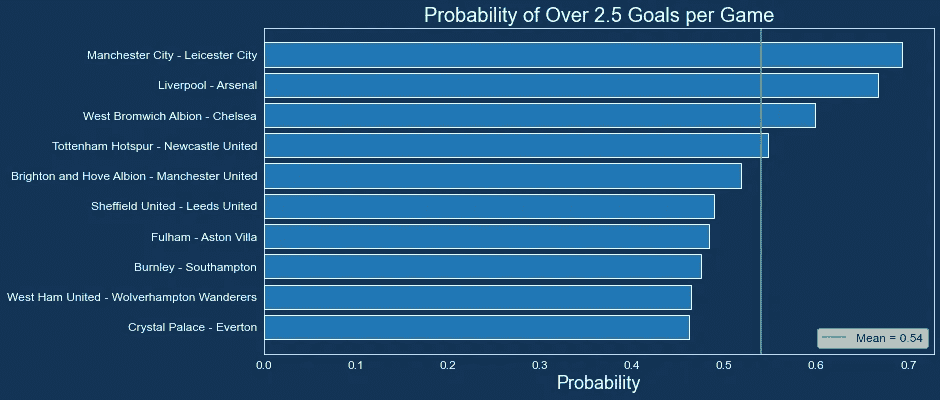 Probability of Over 2.5 Goals per Game
Manchester City - Leicester City
Liverpool - Arsenal
West Bromwich Albion - Chelsea
Tottenham Hotspur - Newcastle United
Brighton and Hove Albion - Manchester United
Sheffield United - Leeds United
Fulham - Aston Villa
Burnley - Southampton
West Ham United - Wolverhampton Wanderers
Crystal Palace - Everton
Mean = 0.54
0.0 0.1 0.2 0.3 0.4 0.5 0.6 0.7
Probability